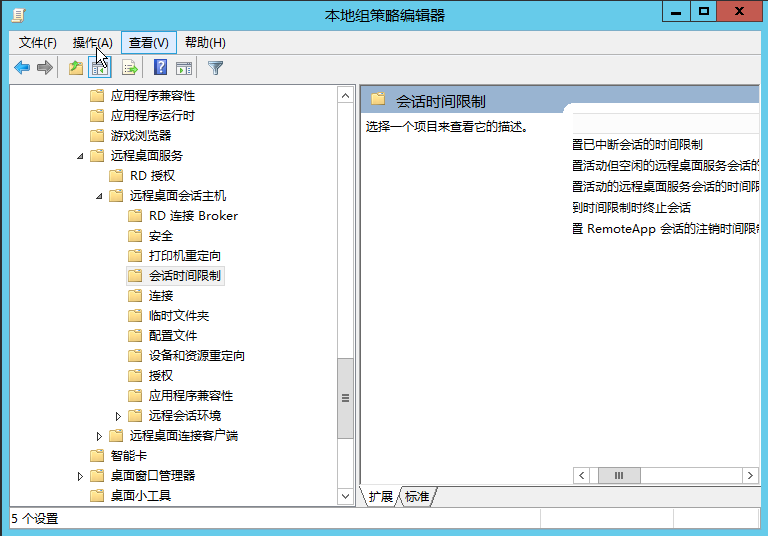 本地组策略编辑器
文件(F) 操作(A) 查看(V) 帮助(H)
应用程序兼容性
应用程序运行时
游戏浏览器
远程桌面服务
RD 授权
远程桌面会话主机
RD 连接 Broker
安全
打印机重定向
会话时间限制
连接
临时文件夹
配置文件
设备和资源重定向
授权
应用程序兼容性
远程会话环境
远程桌面连接客户端
智能卡
桌面窗口管理器
桌面小工具
会话时间限制
选择一个项目来查看它的描述。
置已中断会话的时间限制
置活动但空闲的远程桌面服务会话的
置活动的远程桌面服务会话的时间限
到时间限制时终止会话
置 RemoteApp 会话的注销时间限制
扩展 标准
5 个设置